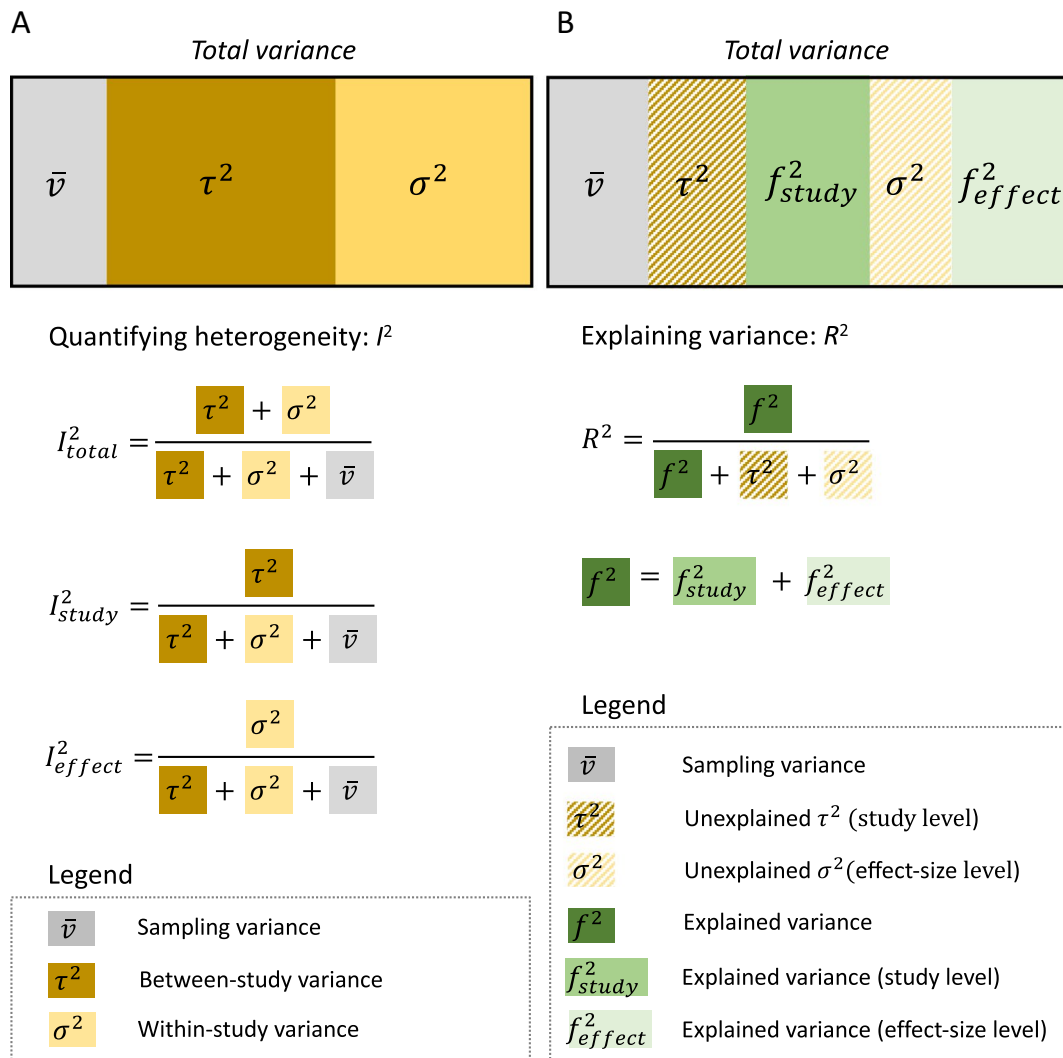 A
Total variance
v̄ τ² σ²
Quantifying heterogeneity: I²
I²total = τ² + σ² / τ² + σ² + v̄
I²study = τ² / τ² + σ² + v̄
I²effect = σ² / τ² + σ² + v̄
Legend
v̄ Sampling variance
τ² Between-study variance
σ² Within-study variance
B
Total variance
v̄ τ² f²study σ² f²effect
Explaining variance: R²
R² = f² / f² + τ² + σ²
f² = f²study + f²effect
Legend
v̄ Sampling variance
τ² Unexplained τ² (study level)
σ² Unexplained σ²(effect-size level)
f² Explained variance
f²study Explained variance (study level)
f²effect Explained variance (effect-size level)